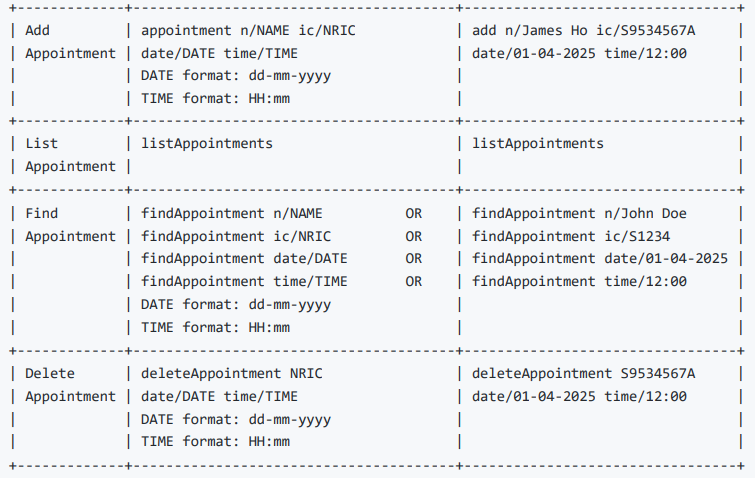 +-------------+----------------------------------------+----------------------------------+
| Add         | appointment n/NAME ic/NRIC             | add n/James Ho ic/S9534567A      |
| Appointment | date/DATE time/TIME                    | date/01-04-2025 time/12:00       |
|             | DATE format: dd-mm-yyyy                |                                  |
|             | TIME format: HH:mm                     |                                  |
+-------------+----------------------------------------+----------------------------------+
| List        | listAppointments                       | listAppointments                 |
| Appointment |                                        |                                  |
+-------------+----------------------------------------+----------------------------------+
| Find        | findAppointment n/NAME          OR     | findAppointment n/John Doe       |
| Appointment | findAppointment ic/NRIC         OR     | findAppointment ic/S1234         |
|             | findAppointment date/DATE       OR     | findAppointment date/01-04-2025  |
|             | findAppointment time/TIME       OR     | findAppointment time/12:00       |
|             | DATE format: dd-mm-yyyy                |                                  |
|             | TIME format: HH:mm                     |                                  |
+-------------+----------------------------------------+----------------------------------+
| Delete      | deleteAppointment NRIC                 | deleteAppointment S9534567A      |
| Appointment | date/DATE time/TIME                    | date/01-04-2025 time/12:00       |
|             | DATE format: dd-mm-yyyy                |                                  |
|             | TIME format: HH:mm                     |                                  |
+-------------+----------------------------------------+----------------------------------+